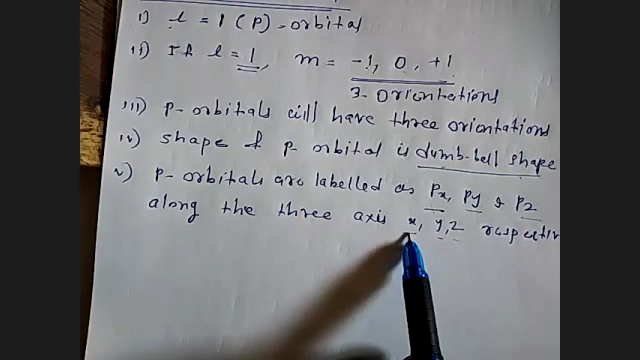 i) l = 1 (P) - orbital
ii) If l = 1, m = -1, 0, +1
3-Orientations
iii) P-orbitals will have three orientations
iv) shape of p-orbital is dumb-bell shape
v) P-orbitals are labelled as Px, Py & Pz
along the three axis x, y, z respectiv